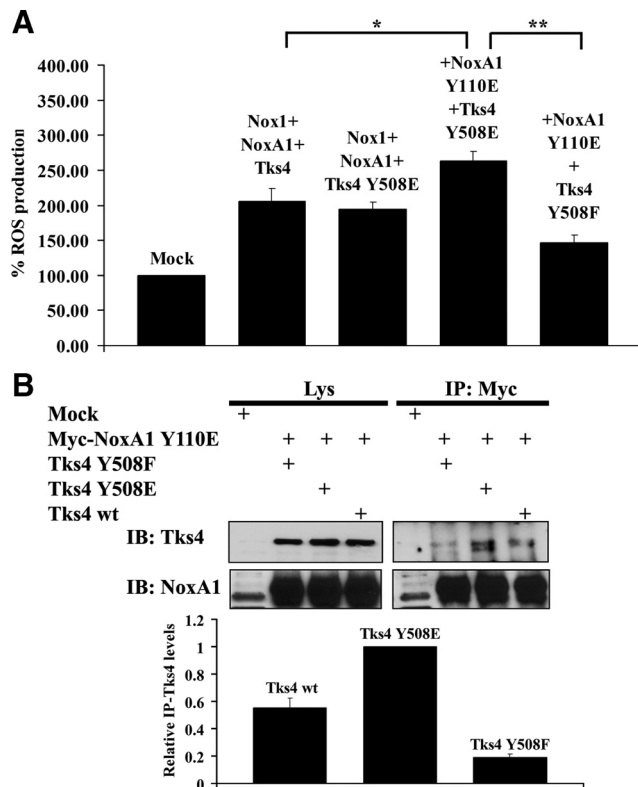 A
*
**
400.00
350.00
300.00
250.00
200.00
150.00
100.00
50.00
0.00
% ROS production
Mock
Nox1+
NoxA1+
Tks4
Nox1+
NoxA1+
Tks4 Y508E
+NoxA1
Y110E
+Tks4
Y508E
+NoxA1
Y110E
+
Tks4
Y508F
B
Lys
IP: Myc
Mock + +
Myc-NoxA1 Y110E + + + + + +
Tks4 Y508F + +
Tks4 Y508E + +
Tks4 wt + +
IB: Tks4
IB: NoxA1
Relative IP-Tks4 levels
1.2
1
0.8
0.6
0.4
0.2
0
Tks4 wt
Tks4 Y508E
Tks4 Y508F